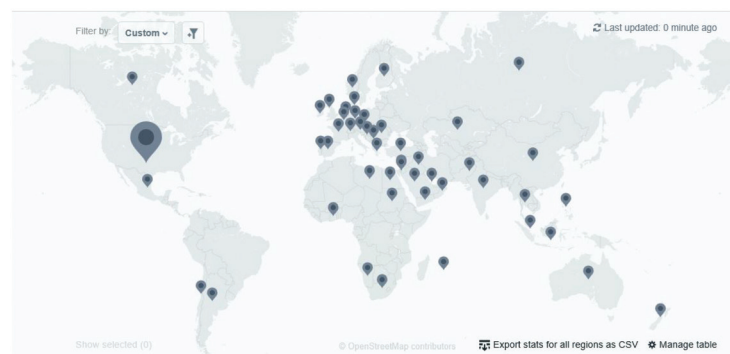 Filter by: Custom
Last updated: 0 minute ago
Show selected (0)
© OpenStreetMap contributors
Export stats for all regions as CSV
Manage table